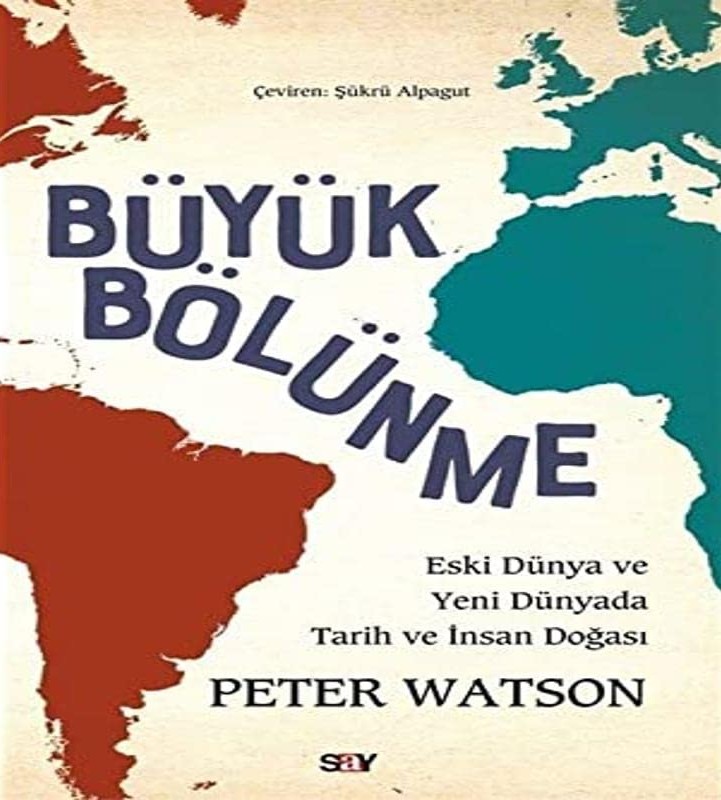 Çeviren: Şükrü Alpagut
BÜYÜK
BÖLÜNME
Eski Dünya ve
Yeni Dünyada
Tarih ve İnsan Doğası
PETER WATSON
say